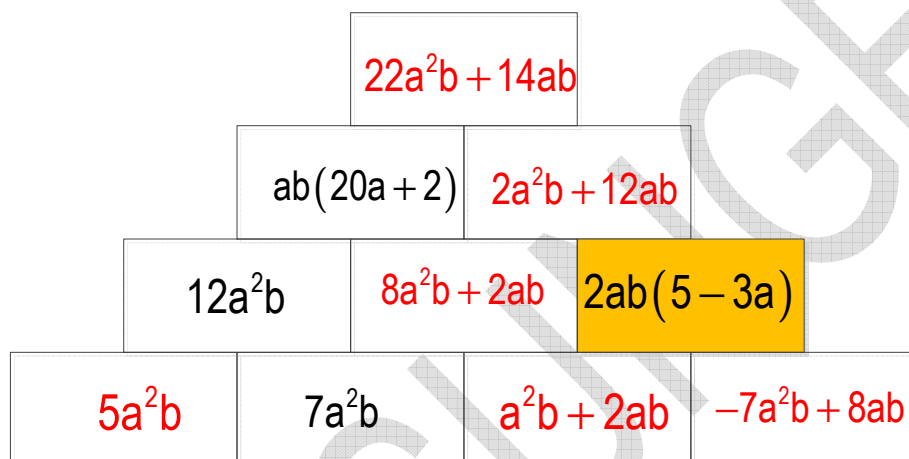 22a²b + 14ab
ab(20a + 2) 2a²b + 12ab
12a²b 8a²b + 2ab 2ab(5 − 3a)
5a²b 7a²b a²b + 2ab −7a²b + 8ab